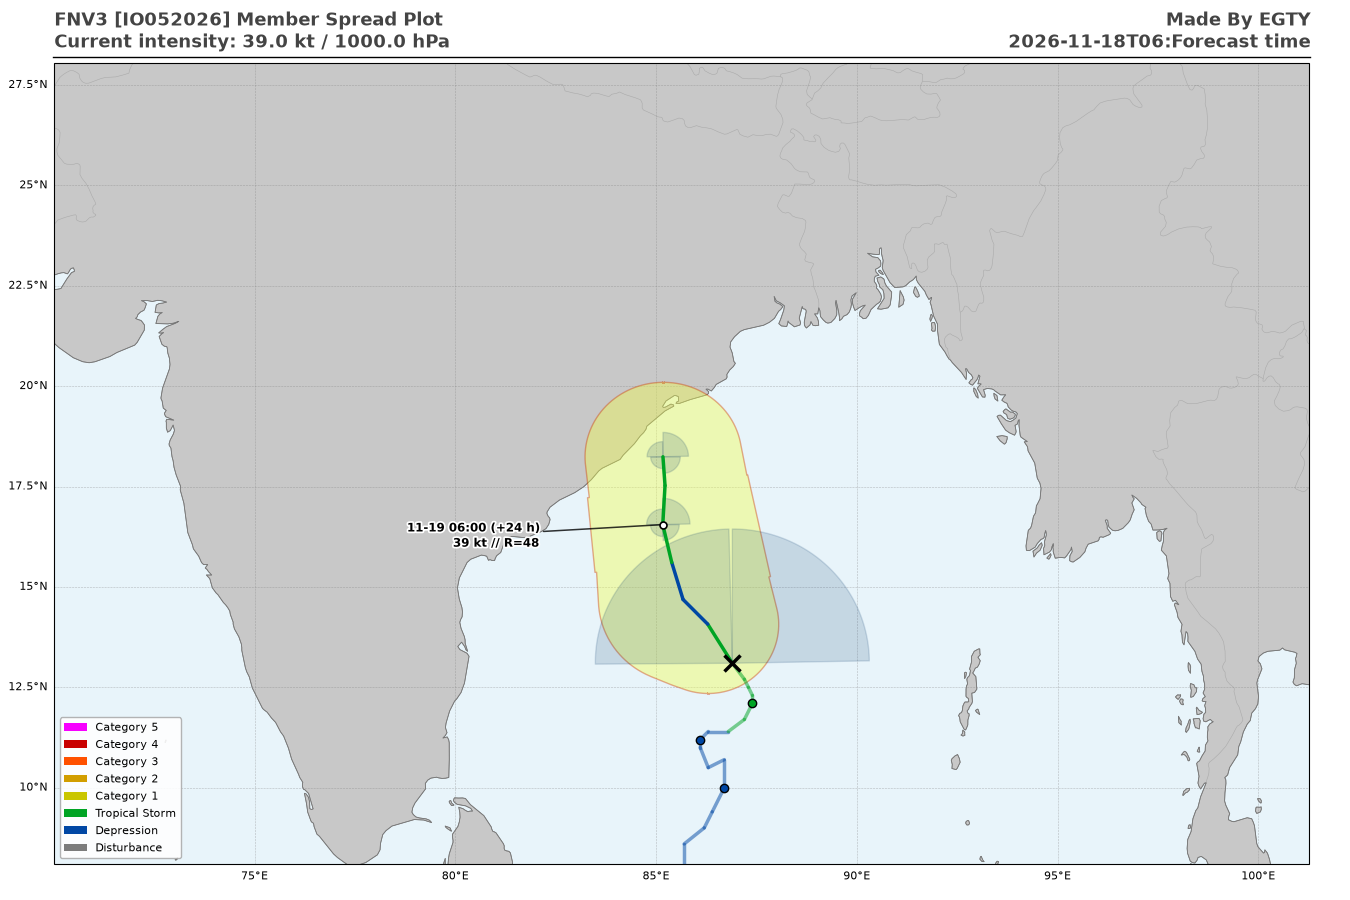 FNV3 [IO052026] Member Spread Plot
Made By EGTY
Current intensity: 39.0 kt / 1000.0 hPa
2026-11-18T06:Forecast time
27.5°N
25°N
22.5°N
20°N
17.5°N
15°N
12.5°N
10°N
11-19 06:00 (+24 h)
39 kt // R=48
Category 5
Category 4
Category 3
Category 2
Category 1
Tropical Storm
Depression
Disturbance
75°E
80°E
85°E
90°E
95°E
100°E